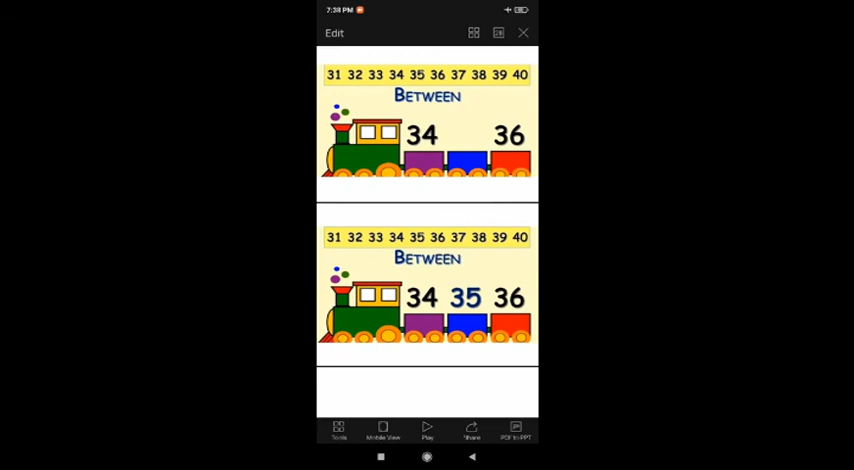 7:38 PM
Edit
31 32 33 34 35 36 37 38 39 40
BETWEEN
34 36
31 32 33 34 35 36 37 38 39 40
BETWEEN
34 35 36
Tools Mobile View Play Share PDF to PPT